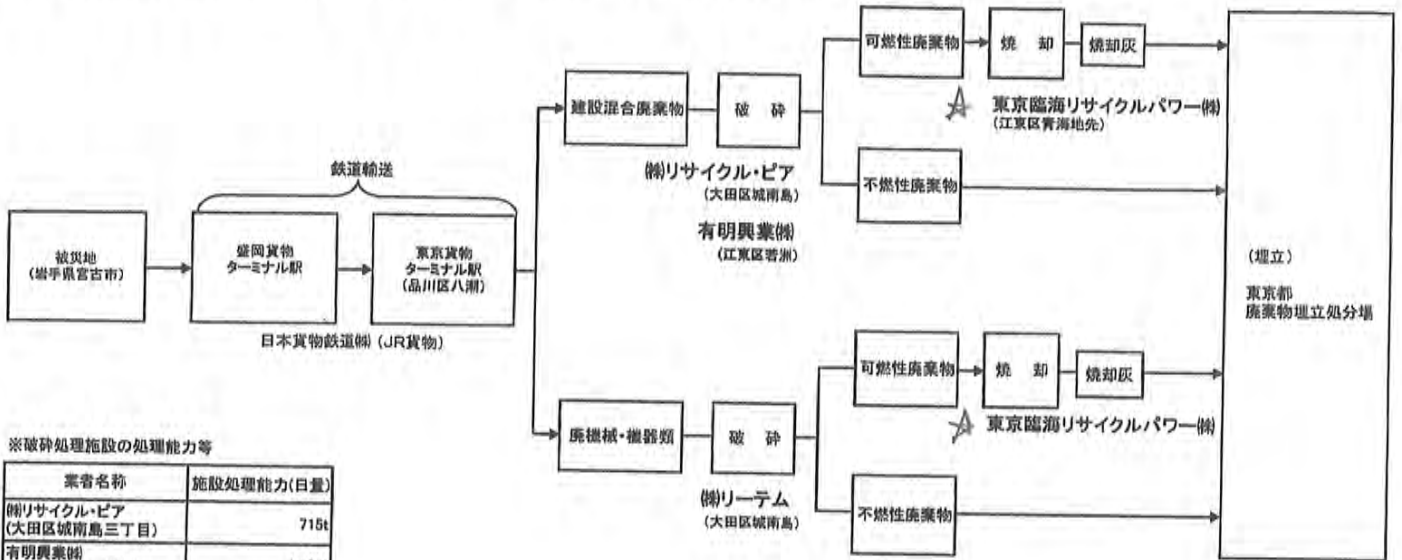 鉄道輸送
被災地
(岩手県宮古市)
盛岡貨物
ターミナル駅
東京貨物
ターミナル駅
(品川区八潮)
日本貨物鉄道㈱ (JR貨物)
建設混合廃棄物
破 砕
㈱リサイクル・ピア
(大田区城南島)
有明興業㈱
(江東区若洲)
可燃性廃棄物
焼 却
焼却灰
東京臨海リサイクルパワー㈱
(江東区青海地先)
不燃性廃棄物
廃機械・機器類
破 砕
㈱リーテム
(大田区城南島)
可燃性廃棄物
焼 却
焼却灰
東京臨海リサイクルパワー㈱
不燃性廃棄物
(埋立)
東京都
廃棄物埋立処分場
※破砕処理施設の処理能力等
業者名称 施設処理能力(日量)
㈱リサイクル・ピア
(大田区城南島三丁目) 715t
有明興業㈱